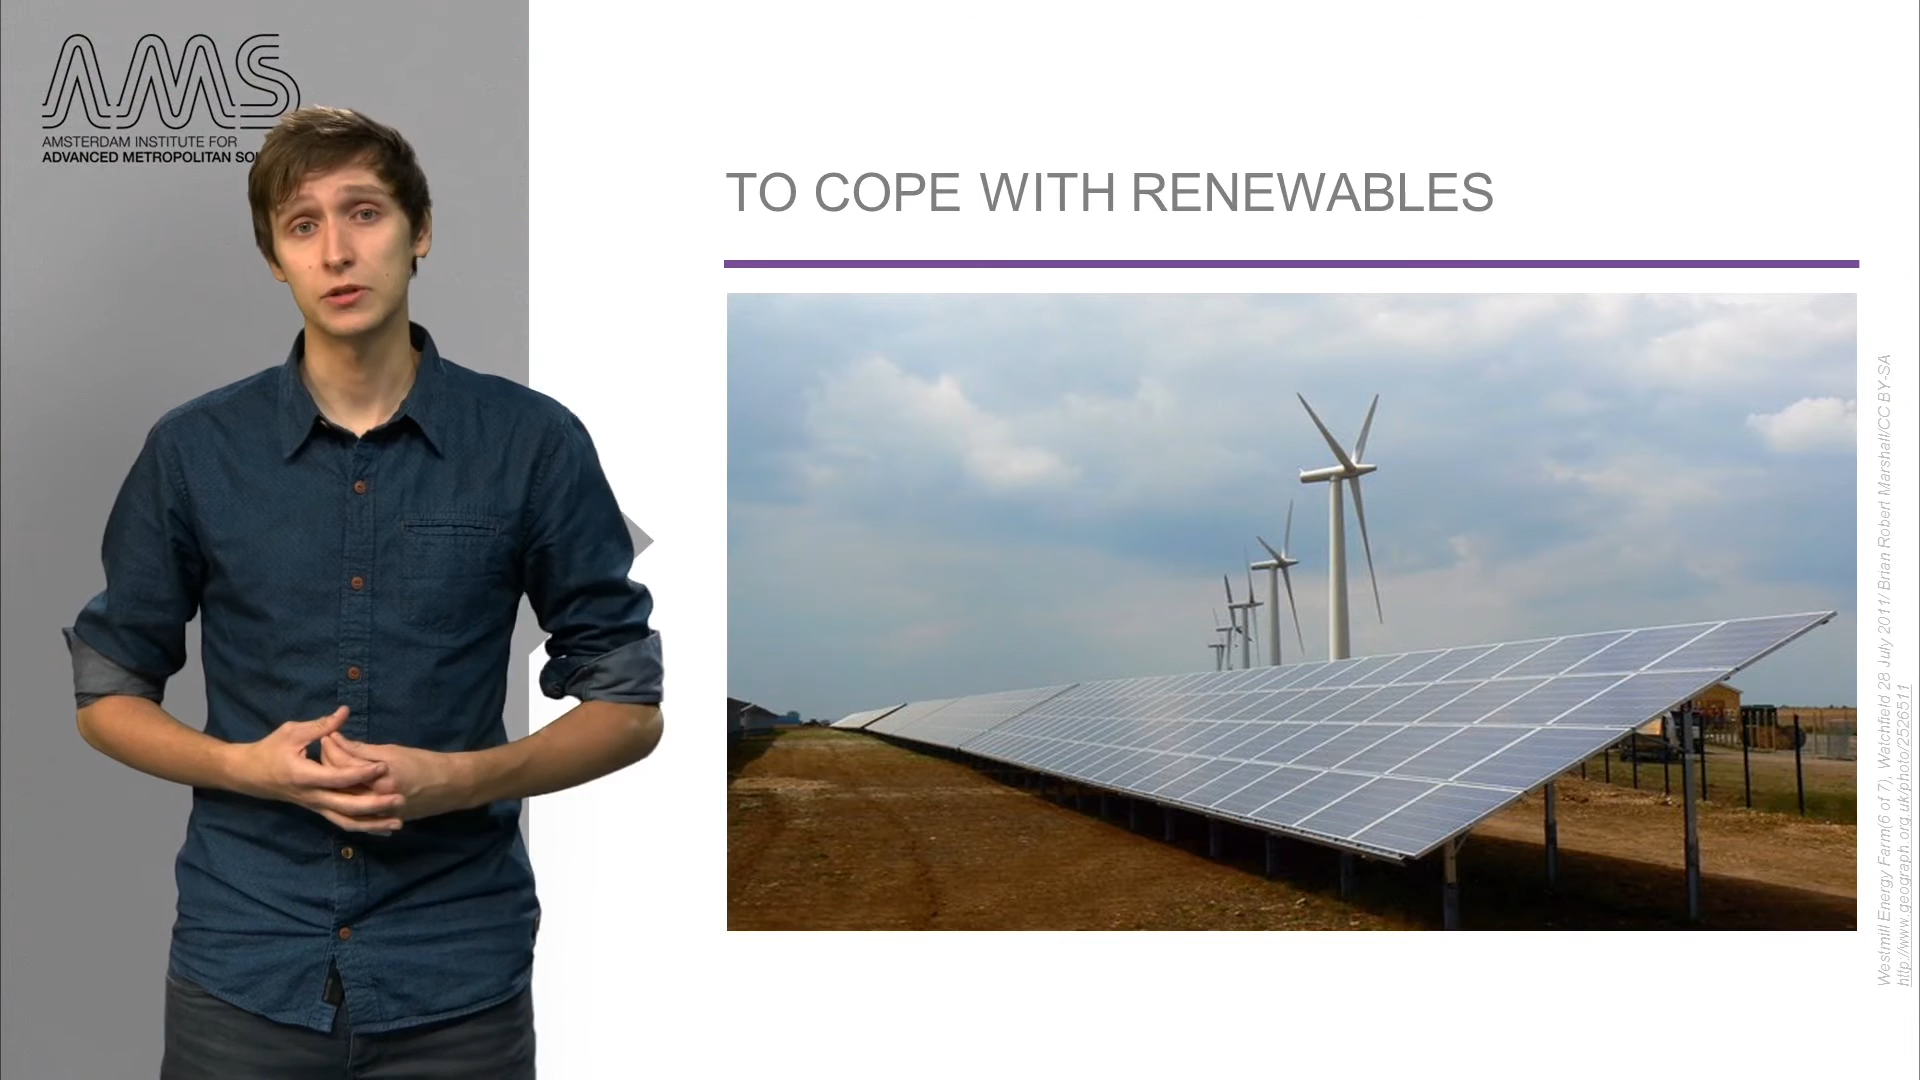 AMS
AMSTERDAM INSTITUTE FOR
ADVANCED METROPOLITAN
TO COPE WITH RENEWABLES
Westmill Energy Farm(6 of 7), Watchfield 28 July 2011/ Brian Robert Marshall/CC BY-SA
http://www.geograph.org.uk/photo/2526511